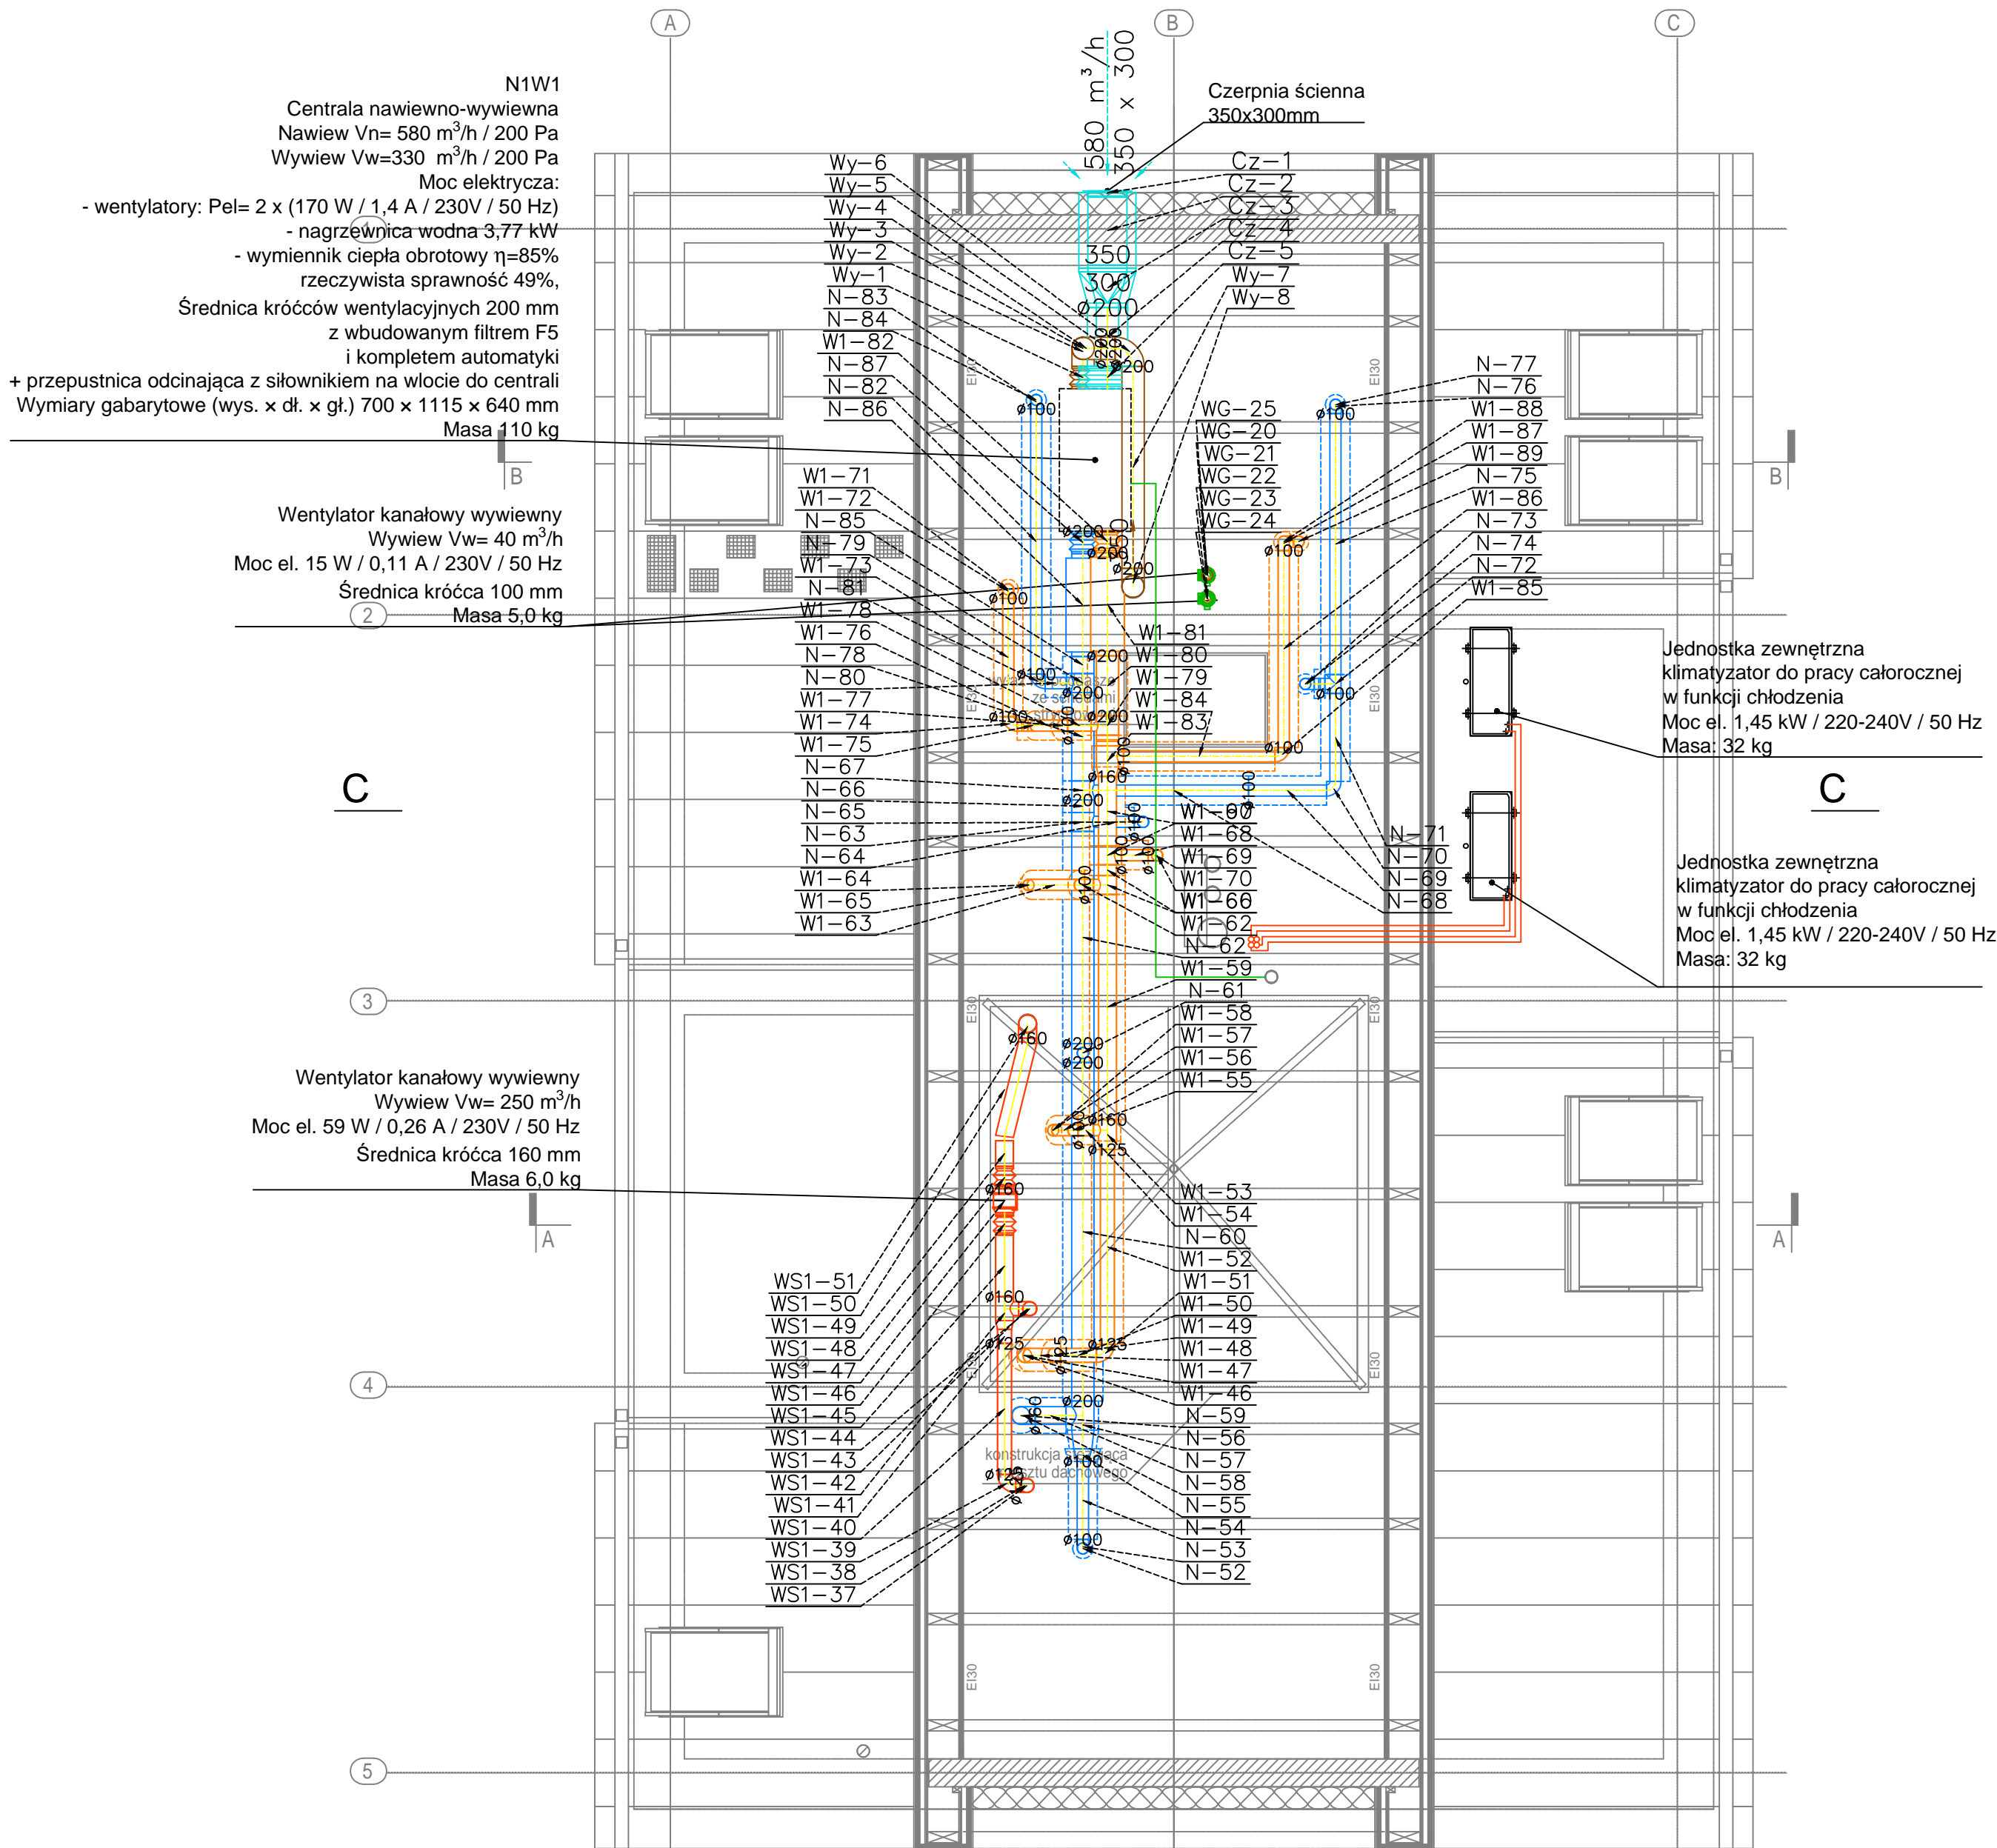 A
B
C
N1W1
Centrala nawiewno-wywiewna
Nawiew Vn= 580 m³/h / 200 Pa
Wywiew Vw=330 m³/h / 200 Pa
Moc elektrycza:
- wentylatory: Pel= 2 x (170 W / 1,4 A / 230V / 50 Hz)
- nagrzewnica wodna 3,77 kW
- wymiennik ciepła obrotowy η=85%
rzeczywista sprawność 49%,
Średnica króćców wentylacyjnych 200 mm
z wbudowanym filtrem F5
i kompletem automatyki
+ przepustnica odcinająca z siłownikiem na wlocie do centrali
Wymiary gabarytowe (wys. × dł. × gł.) 700 × 1115 × 640 mm
Masa 110 kg
1
B
580 m³/h
350 x 300
Czerpnia ścienna
350x300mm
Wy-6
Wy-5
Wy-4
Wy-3
Wy-2
Wy-1
N-83
N-84
W1-82
N-87
N-82
N-86
Cz-1
Cz-2
Cz-3
Cz-4
Cz-5
Wy-7
Wy-8
350
300
ø200
ø200
ø200
ø200
EI30
EI30
ø100
ø100
WG-25
WG-20
WG-21
WG-22
WG-23
WG-24
N-77
N-76
W1-88
W1-87
W1-89
N-75
W1-86
N-73
N-74
N-72
W1-85
B
Wentylator kanałowy wywiewny
Wywiew Vw= 40 m³/h
Moc el. 15 W / 0,11 A / 230V / 50 Hz
Średnica króćca 100 mm
Masa 5,0 kg
2
W1-71
W1-72
N-85
N-79
W1-73
N-81
W1-78
W1-76
N-78
N-80
W1-77
W1-74
W1-75
N-67
N-66
N-65
N-63
N-64
W1-64
W1-65
W1-63
ø200
ø200
ø200
ø100
ø100
ø200
ø100
ø200
ø100
ø200
ø100
ø100
ø100
ø100
ø160
ø200
ø100
ø100
ø100
ø100
ø100
EI30
EI30
ze schodami
W1-81
W1-80
W1-79
W1-84
W1-83
W1-68
W1-69
W1-70
W1-62
N-62
W1-59
N-61
W1-58
W1-57
W1-56
W1-55
N-71
N-70
N-69
N-68
Jednostka zewnętrzna
klimatyzator do pracy całorocznej
w funkcji chłodzenia
Moc el. 1,45 kW / 220-240V / 50 Hz
Masa: 32 kg
C
C
Jednostka zewnętrzna
klimatyzator do pracy całorocznej
w funkcji chłodzenia
Moc el. 1,45 kW / 220-240V / 50 Hz
Masa: 32 kg
3
EI30
EI30
ø160
ø200
ø200
ø160
ø125
Wentylator kanałowy wywiewny
Wywiew Vw= 250 m³/h
Moc el. 59 W / 0,26 A / 230V / 50 Hz
Średnica króćca 160 mm
Masa 6,0 kg
A
A
ø160
ø160
WS1-51
WS1-50
WS1-49
WS1-48
WS1-47
WS1-46
WS1-45
WS1-44
WS1-43
WS1-42
WS1-41
WS1-40
WS1-39
WS1-38
WS1-37
W1-53
W1-54
N-60
W1-52
W1-51
W1-50
W1-49
W1-48
W1-47
W1-46
N-59
N-56
N-57
N-58
N-55
N-54
N-53
N-52
ø125
ø125
ø125
EI30
EI30
4
ø200
ø160
konstrukcja
dachowego
ø100
ø125
ø100
EI30
EI30
5